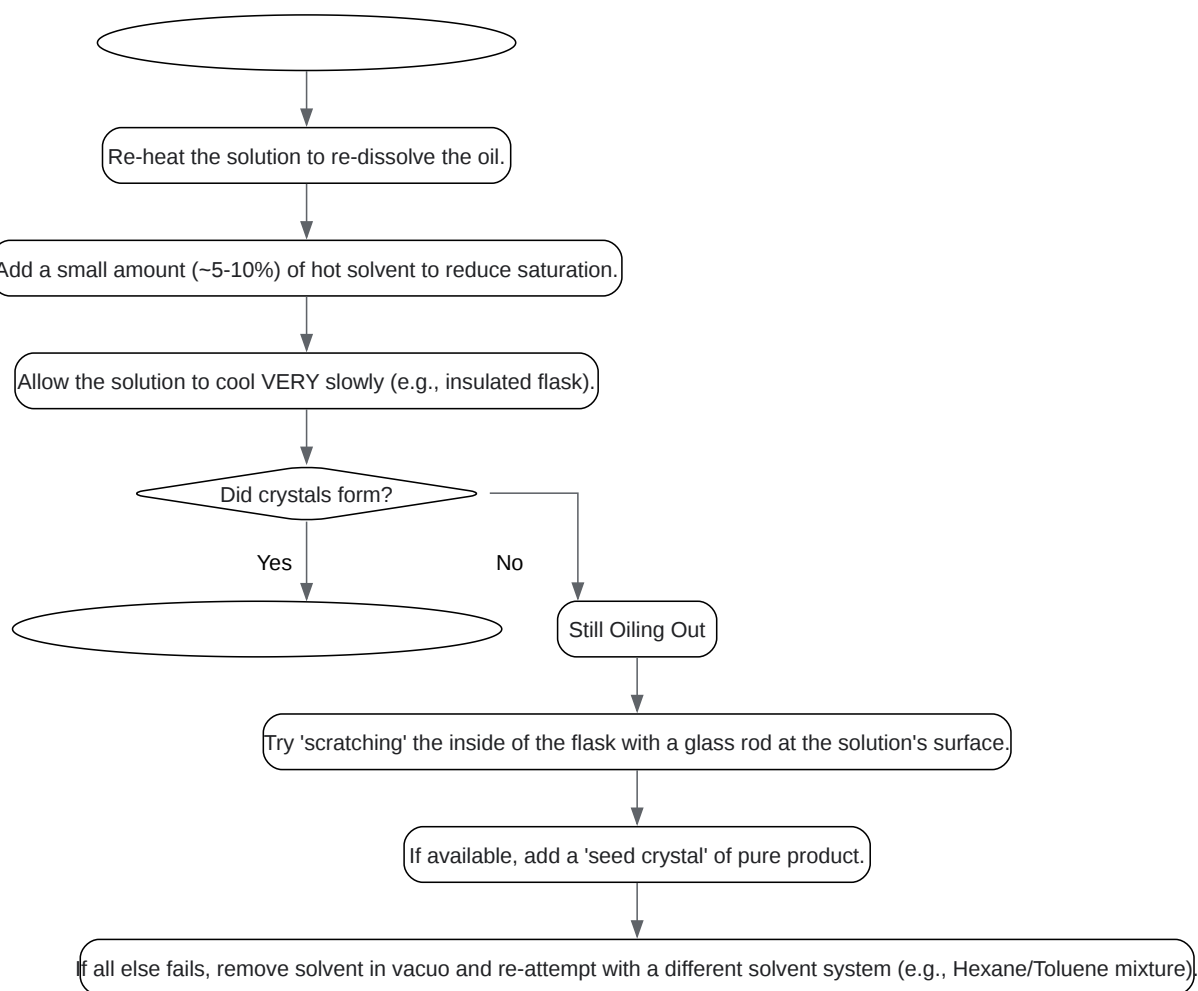 Re-heat the solution to re-dissolve the oil.
Add a small amount (~5-10%) of hot solvent to reduce saturation.
Allow the solution to cool VERY slowly (e.g., insulated flask).
Did crystals form?
Yes
No
Still Oiling Out
Try 'scratching' the inside of the flask with a glass rod at the solution's surface.
If available, add a 'seed crystal' of pure product.
If all else fails, remove solvent in vacuo and re-attempt with a different solvent system (e.g., Hexane/Toluene mixture).